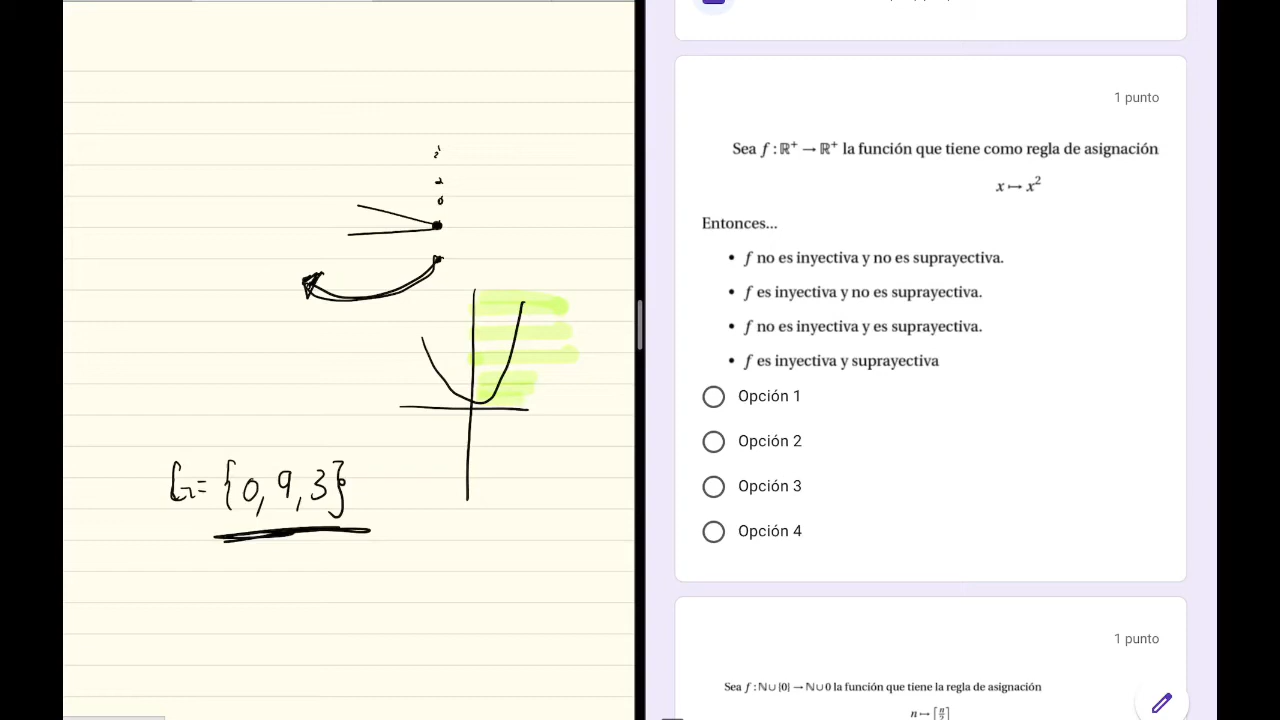 G = {0, 9, 3}
1 punto
Sea f : ℝ⁺ → ℝ⁺ la función que tiene como regla de asignación
x ↦ x²
Entonces...
• f no es inyectiva y no es suprayectiva.
• f es inyectiva y no es suprayectiva.
• f no es inyectiva y es suprayectiva.
• f es inyectiva y suprayectiva
Opción 1
Opción 2
Opción 3
Opción 4
1 punto
Sea f : ℕ ∪ {0} → ℕ ∪ 0 la función que tiene la regla de asignación